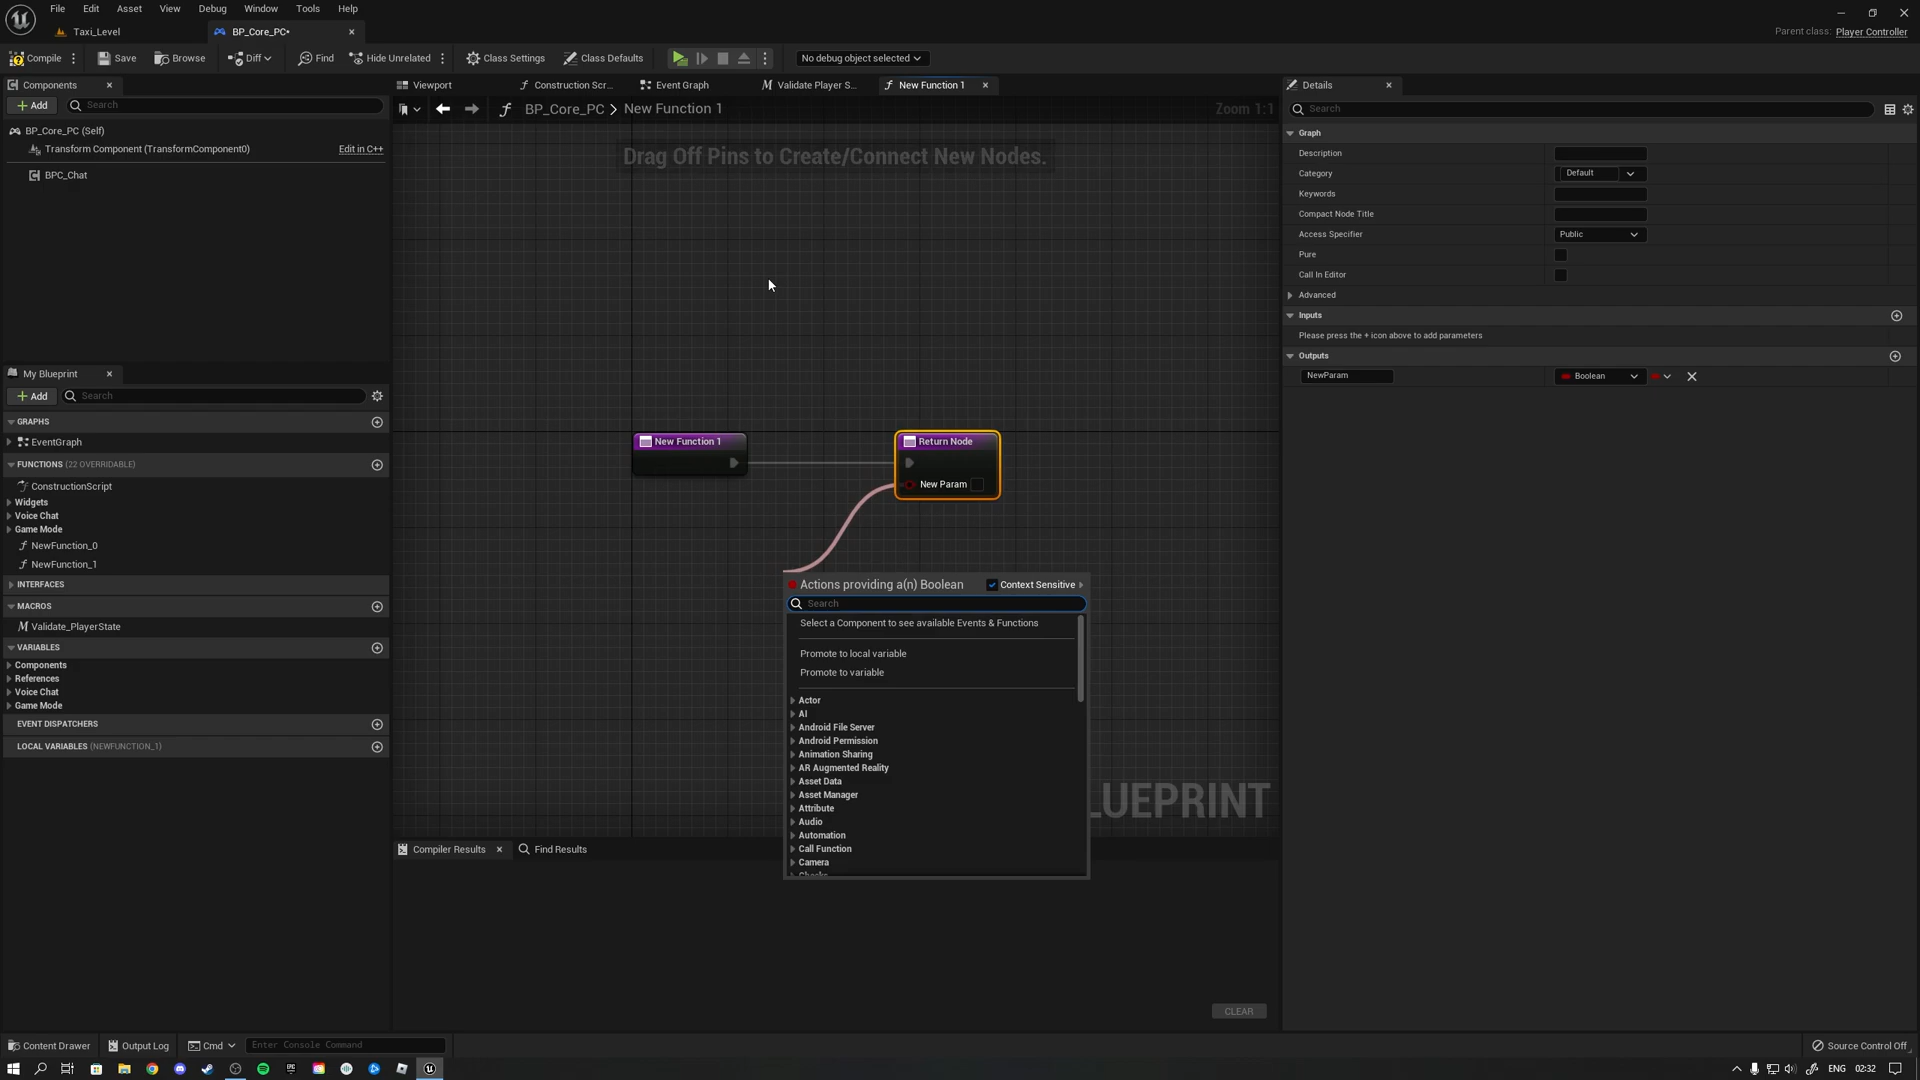 File Edit Asset View Debug Window Tools Help
Taxi_Level
BP_Core_PC•
Parent class: Player Controller
Compile
Save
Browse
Diff
Find
Hide Unrelated
Class Settings
Class Defaults
No debug object selected
Components
Add
Search
BP_Core_PC (Self)
Transform Component (TransformComponent0)
Edit in C++
BPC_Chat
My Blueprint
Add
Search
GRAPHS
EventGraph
FUNCTIONS (22 OVERRIDABLE)
ConstructionScript
Widgets
Voice Chat
Game Mode
NewFunction_0
NewFunction_1
INTERFACES
MACROS
Validate_PlayerState
VARIABLES
Components
References
Voice Chat
Game Mode
EVENT DISPATCHERS
LOCAL VARIABLES (NEWFUNCTION_1)
Viewport
Construction Scr...
Event Graph
Validate Player S...
New Function 1
BP_Core_PC > New Function 1
Zoom 1:1
Drag Off Pins to Create/Connect New Nodes.
New Function 1
Return Node
New Param
Actions providing a(n) Boolean
Context Sensitive
Search
Select a Component to see available Events & Functions
Promote to local variable
Promote to variable
Actor
AI
Android File Server
Android Permission
Animation Sharing
AR Augmented Reality
Asset Data
Asset Manager
Attribute
Audio
Automation
Call Function
Camera
LUEPRINT
Compiler Results
Find Results
CLEAR
Details
Search
Graph
Description
Category
Default
Keywords
Compact Node Title
Access Specifier
Public
Pure
Call In Editor
Advanced
Inputs
Please press the + icon above to add parameters
Outputs
NewParam
Boolean
Content Drawer
Output Log
Cmd
Enter Console Command
Source Control Off
ENG
02:32